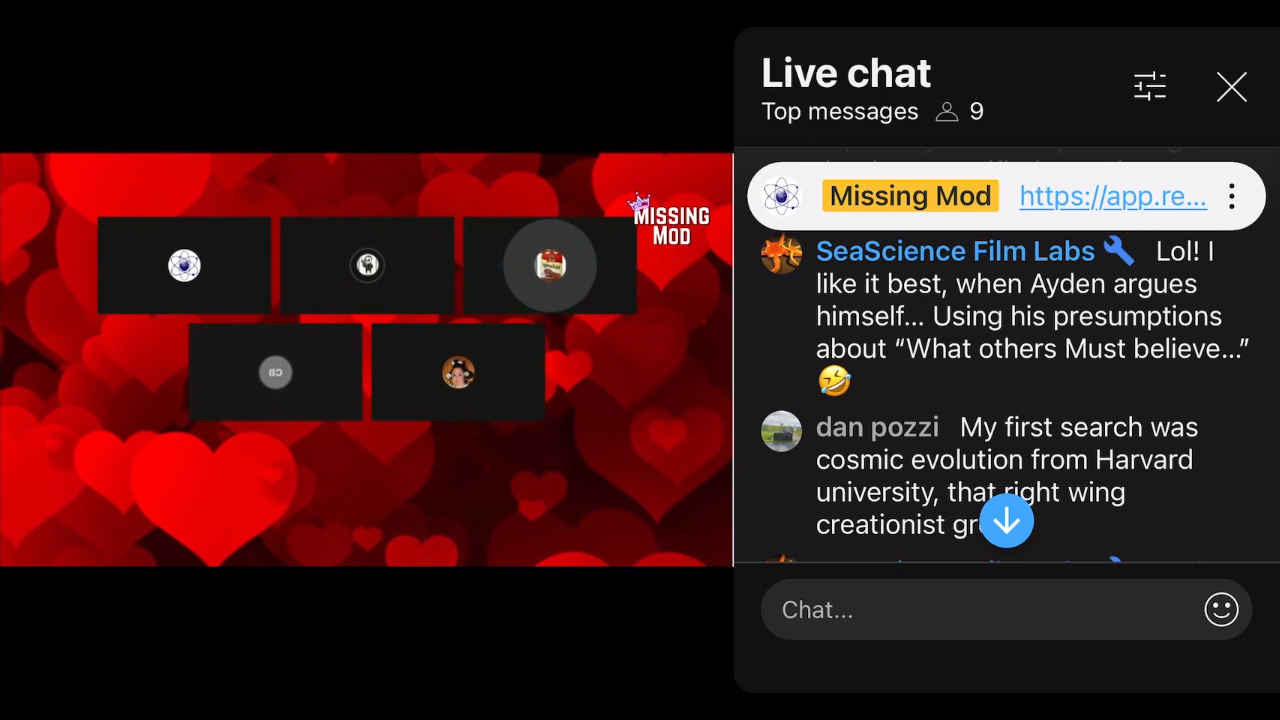 MISSING
MOD
CB
Live chat
Top messages 9
Missing Mod https://app.re...
SeaScience Film Labs Lol! I
like it best, when Ayden argues
himself... Using his presumptions
about “What others Must believe...”
dan pozzi My first search was
cosmic evolution from Harvard
university, that right wing
creationist
Chat...